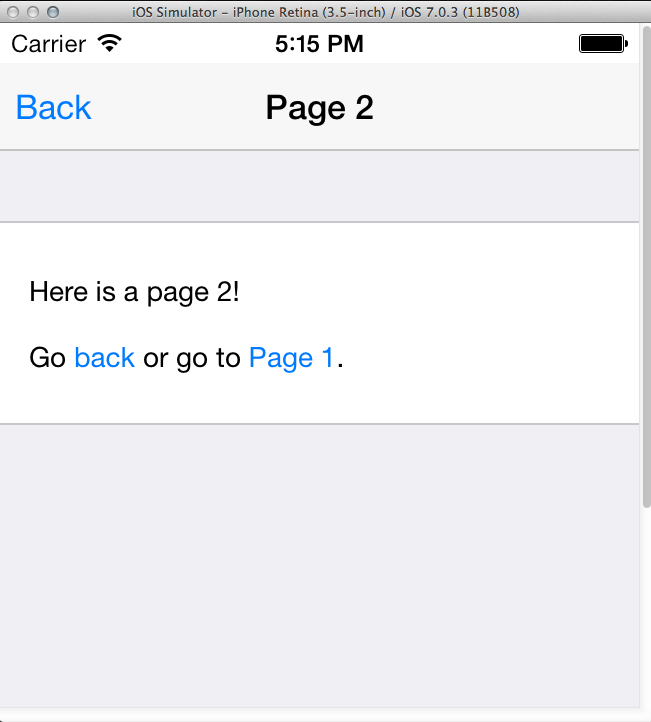 iOS Simulator – iPhone Retina (3.5-inch) / iOS 7.0.3 (11B508)
Carrier 5:15 PM
Back Page 2
Here is a page 2!
Go back or go to Page 1.